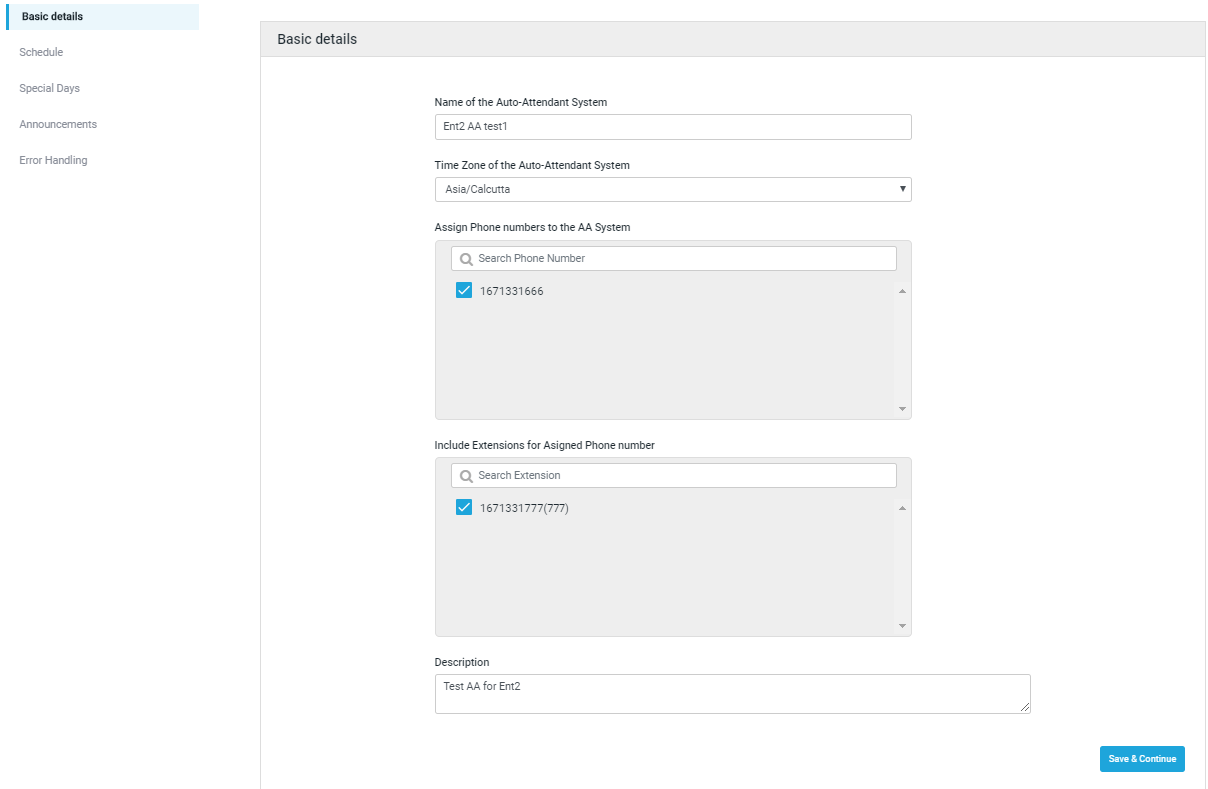 Basic details
Schedule
Special Days
Announcements
Error Handling
Basic details
Name of the Auto-Attendant System
Ent2 AA test1
Time Zone of the Auto-Attendant System
Asia/Calcutta
Assign Phone numbers to the AA System
Search Phone Number
1671331666
Include Extensions for Asigned Phone number
Search Extension
1671331777(777)
Description
Test AA for Ent2
Save & Continue